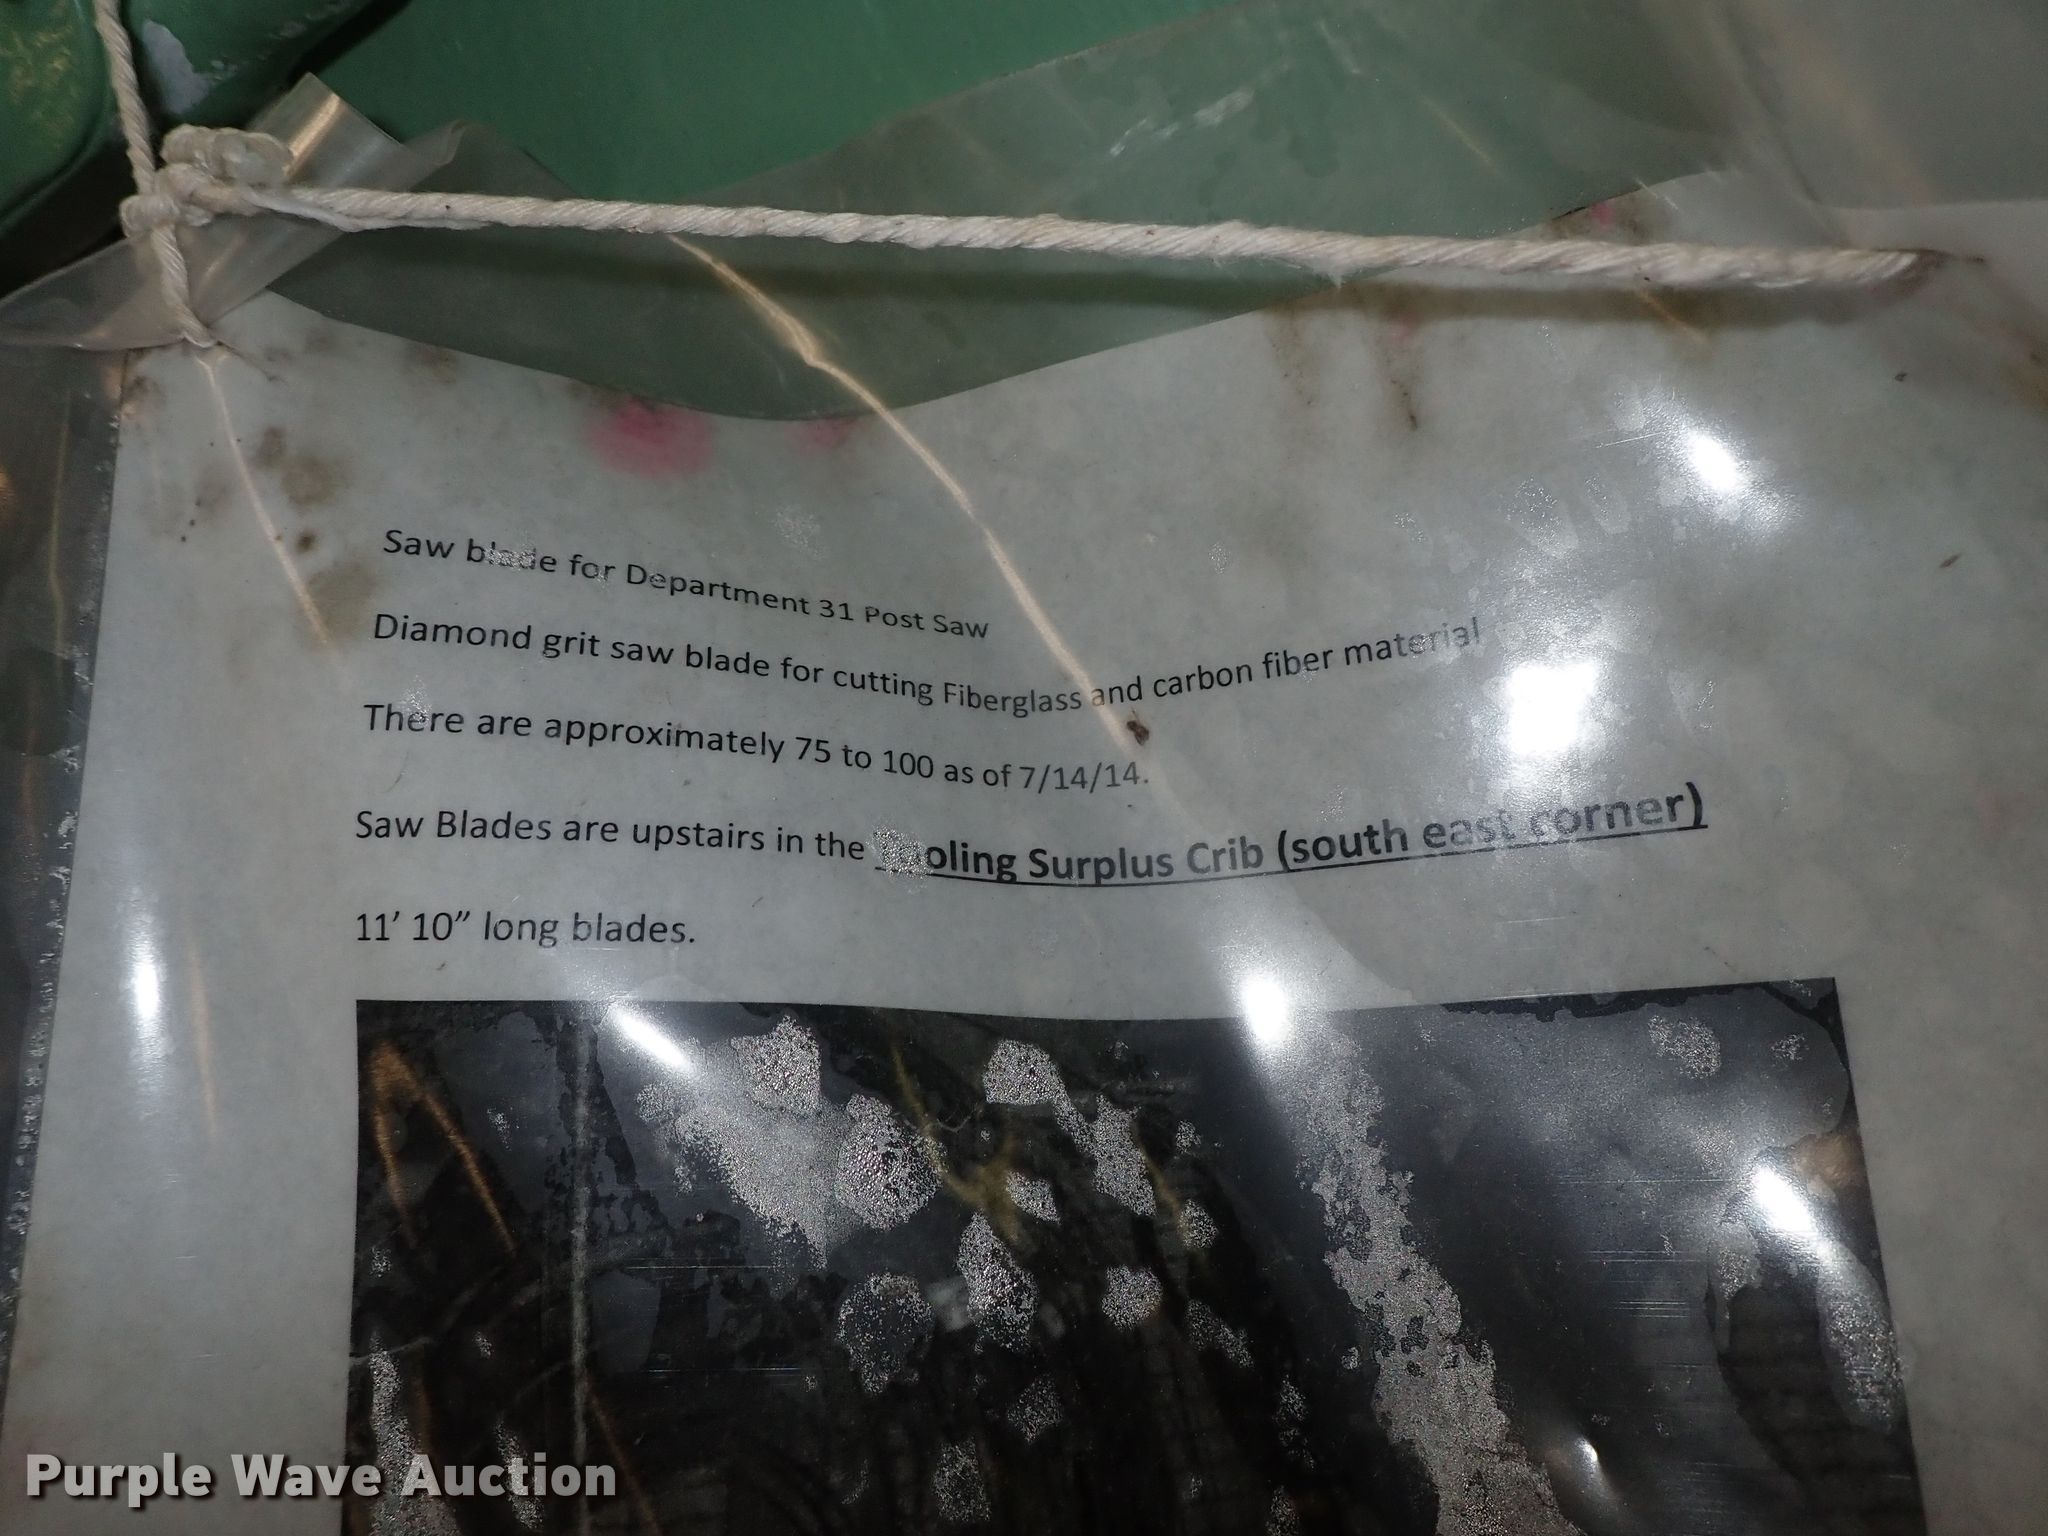 Saw blade for Department 31 Post Saw
Diamond grit saw blade for cutting Fiberglass and carbon fiber material
There are approximately 75 to 100 as of 7/14/14.
Saw Blades are upstairs in the Tooling Surplus Crib (south east corner)
11’ 10” long blades.
Purple Wave Auction